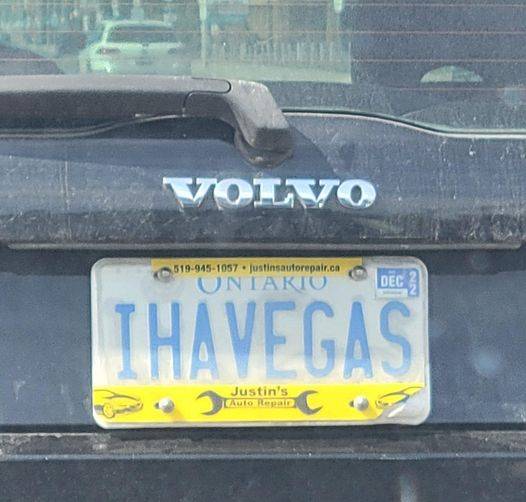 VOLVO
519-945-1057 • justinsautorepair.ca
ONTARIO
DEC 22
IHAVEGAS
Justin's
Auto Repair